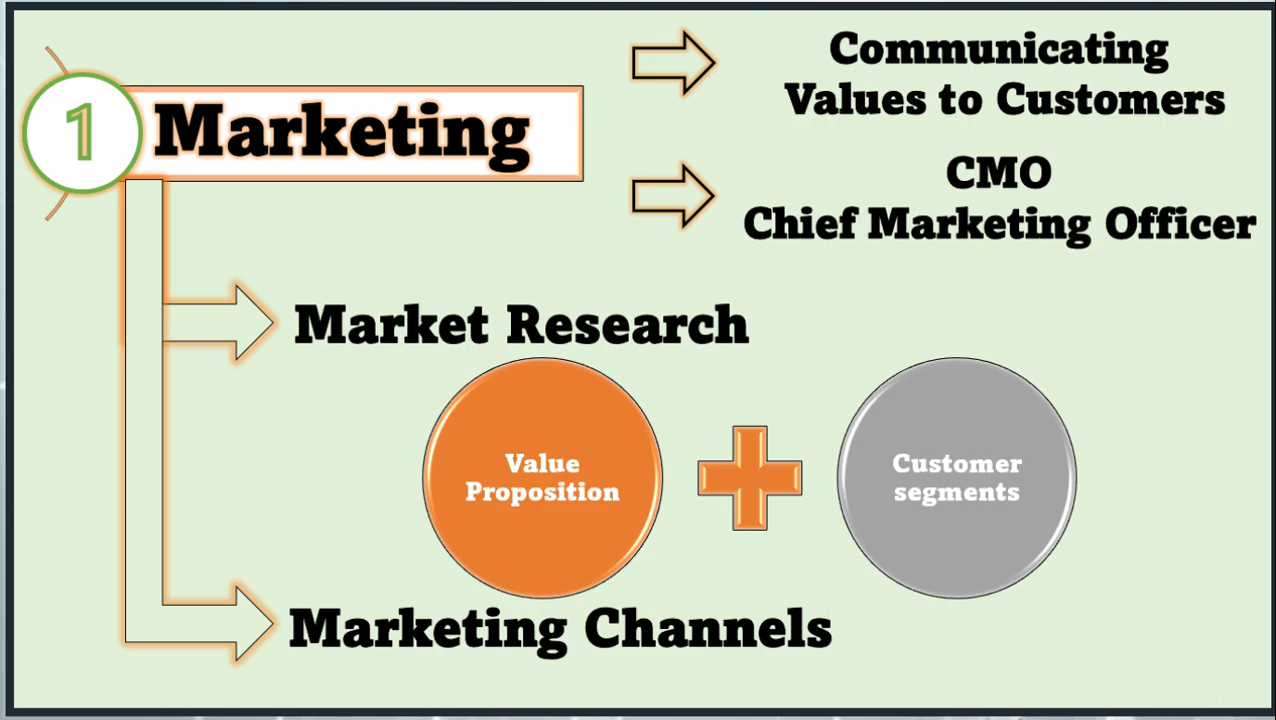 1
Marketing
Communicating
Values to Customers
CMO
Chief Marketing Officer
Market Research
Value
Proposition
Customer
segments
Marketing Channels